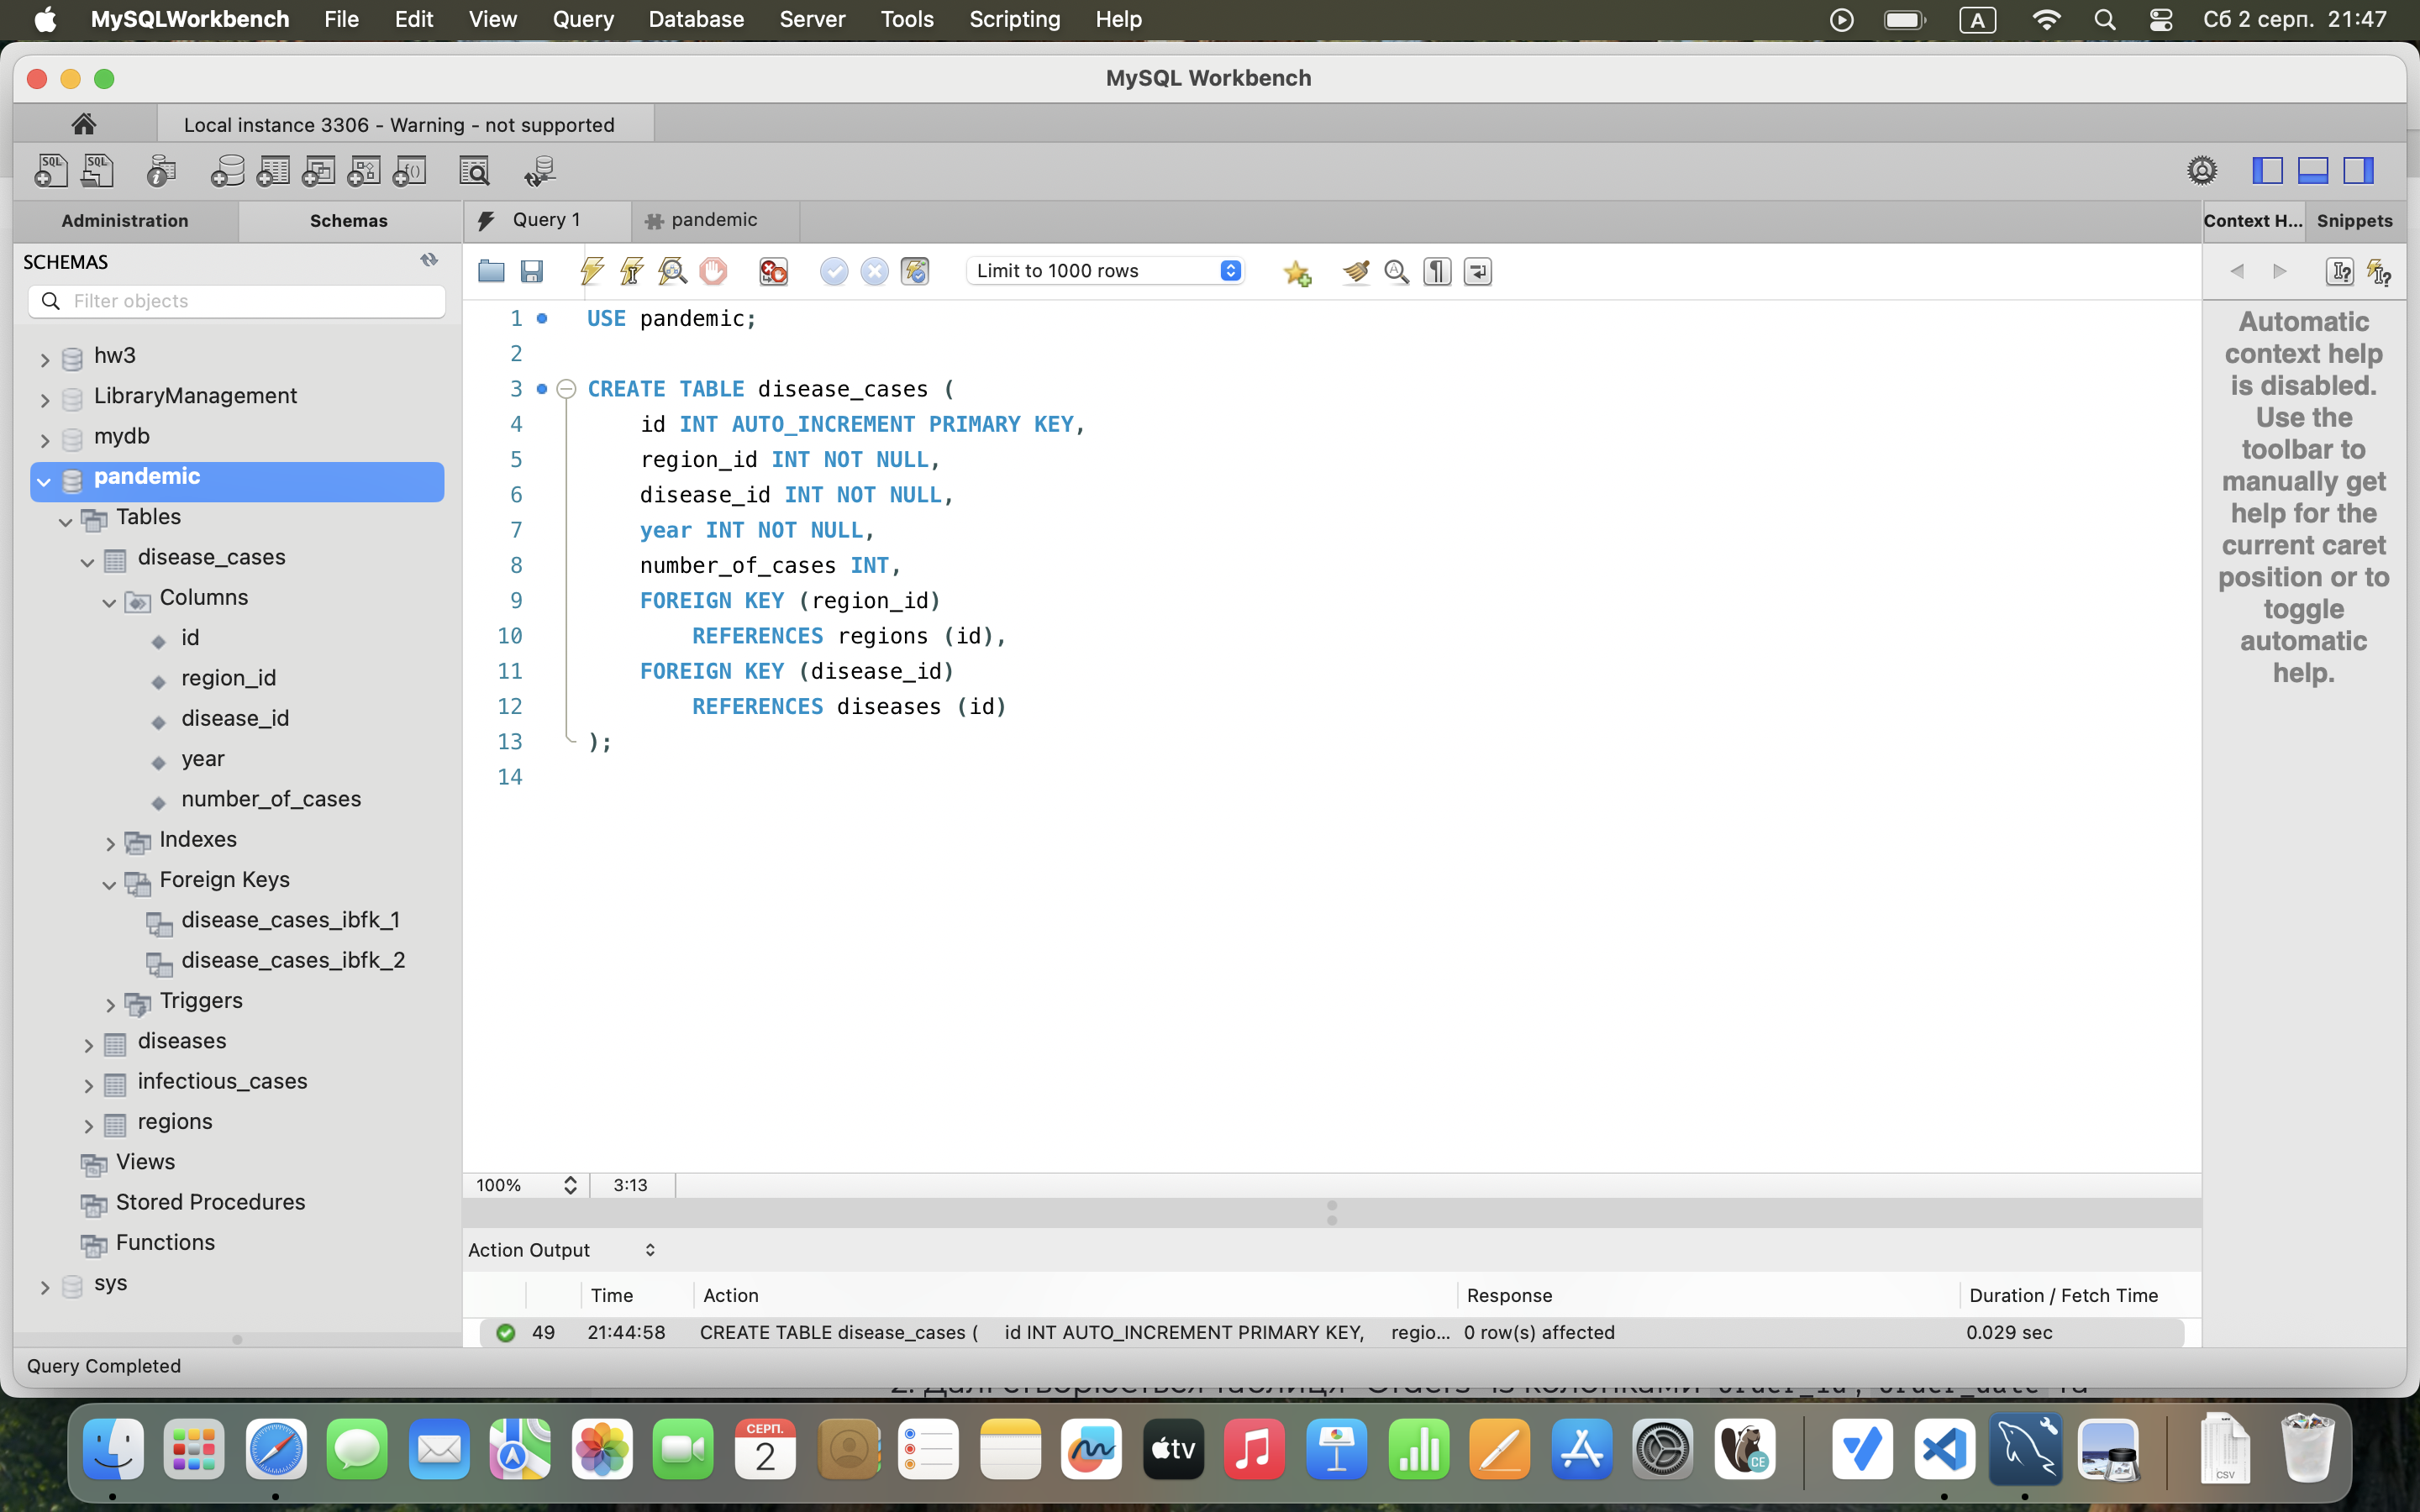 MySQLWorkbench File Edit View Query Database Server Tools Scripting Help A Сб 2 серп. 21:47
MySQL Workbench
Local instance 3306 - Warning - not supported
SQL SQL
Administration Schemas Query 1 pandemic Context H... Snippets
SCHEMAS
Limit to 1000 rows
Filter objects
hw3
LibraryManagement
mydb
pandemic
Tables
disease_cases
Columns
id
region_id
disease_id
year
number_of_cases
Indexes
Foreign Keys
disease_cases_ibfk_1
disease_cases_ibfk_2
Triggers
diseases
infectious_cases
regions
Views
Stored Procedures
Functions
sys
1 USE pandemic;
2
3 CREATE TABLE disease_cases (
4 id INT AUTO_INCREMENT PRIMARY KEY,
5 region_id INT NOT NULL,
6 disease_id INT NOT NULL,
7 year INT NOT NULL,
8 number_of_cases INT,
9 FOREIGN KEY (region_id)
10 REFERENCES regions (id),
11 FOREIGN KEY (disease_id)
12 REFERENCES diseases (id)
13 );
14
Automatic
context help
is disabled.
Use the
toolbar to
manually get
help for the
current caret
position or to
toggle
automatic
help.
100% 3:13
Action Output
Time Action Response Duration / Fetch Time
49 21:44:58 CREATE TABLE disease_cases ( id INT AUTO_INCREMENT PRIMARY KEY, regio... 0 row(s) affected 0.029 sec
Query Completed
СЕРП.
2
tv
CE
CSV